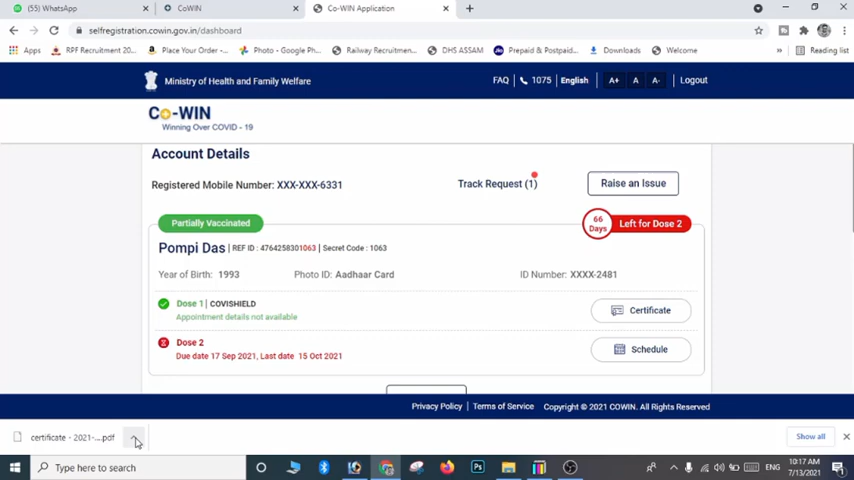 (55) WhatsApp
CoWIN
Co-WIN Application
selfregistration.cowin.gov.in/dashboard
Apps
RPF Recruitment 20...
Place Your Order -...
Photo - Google Ph...
Railway Recruitmen...
DHS ASSAM
Prepaid & Postpaid...
Downloads
Welcome
Reading list
Ministry of Health and Family Welfare
FAQ
1075
English
A+
A
A-
Logout
Co-WIN
Winning Over COVID - 19
Account Details
Registered Mobile Number: XXX-XXX-6331
Track Request (1)
Raise an Issue
Partially Vaccinated
66 Days
Left for Dose 2
Pompi Das | REF ID : 4764258301063 | Secret Code : 1063
Year of Birth: 1993
Photo ID: Aadhaar Card
ID Number: XXXX-2481
Dose 1 | COVISHIELD
Appointment details not available
Certificate
Dose 2
Due date 17 Sep 2021, Last date 15 Oct 2021
Schedule
Privacy Policy | Terms of Service | Copyright © 2021 COWIN. All Rights Reserved
certificate - 2021-....pdf
Show all
Type here to search
Ps
ENG
10:17 AM
7/13/2021